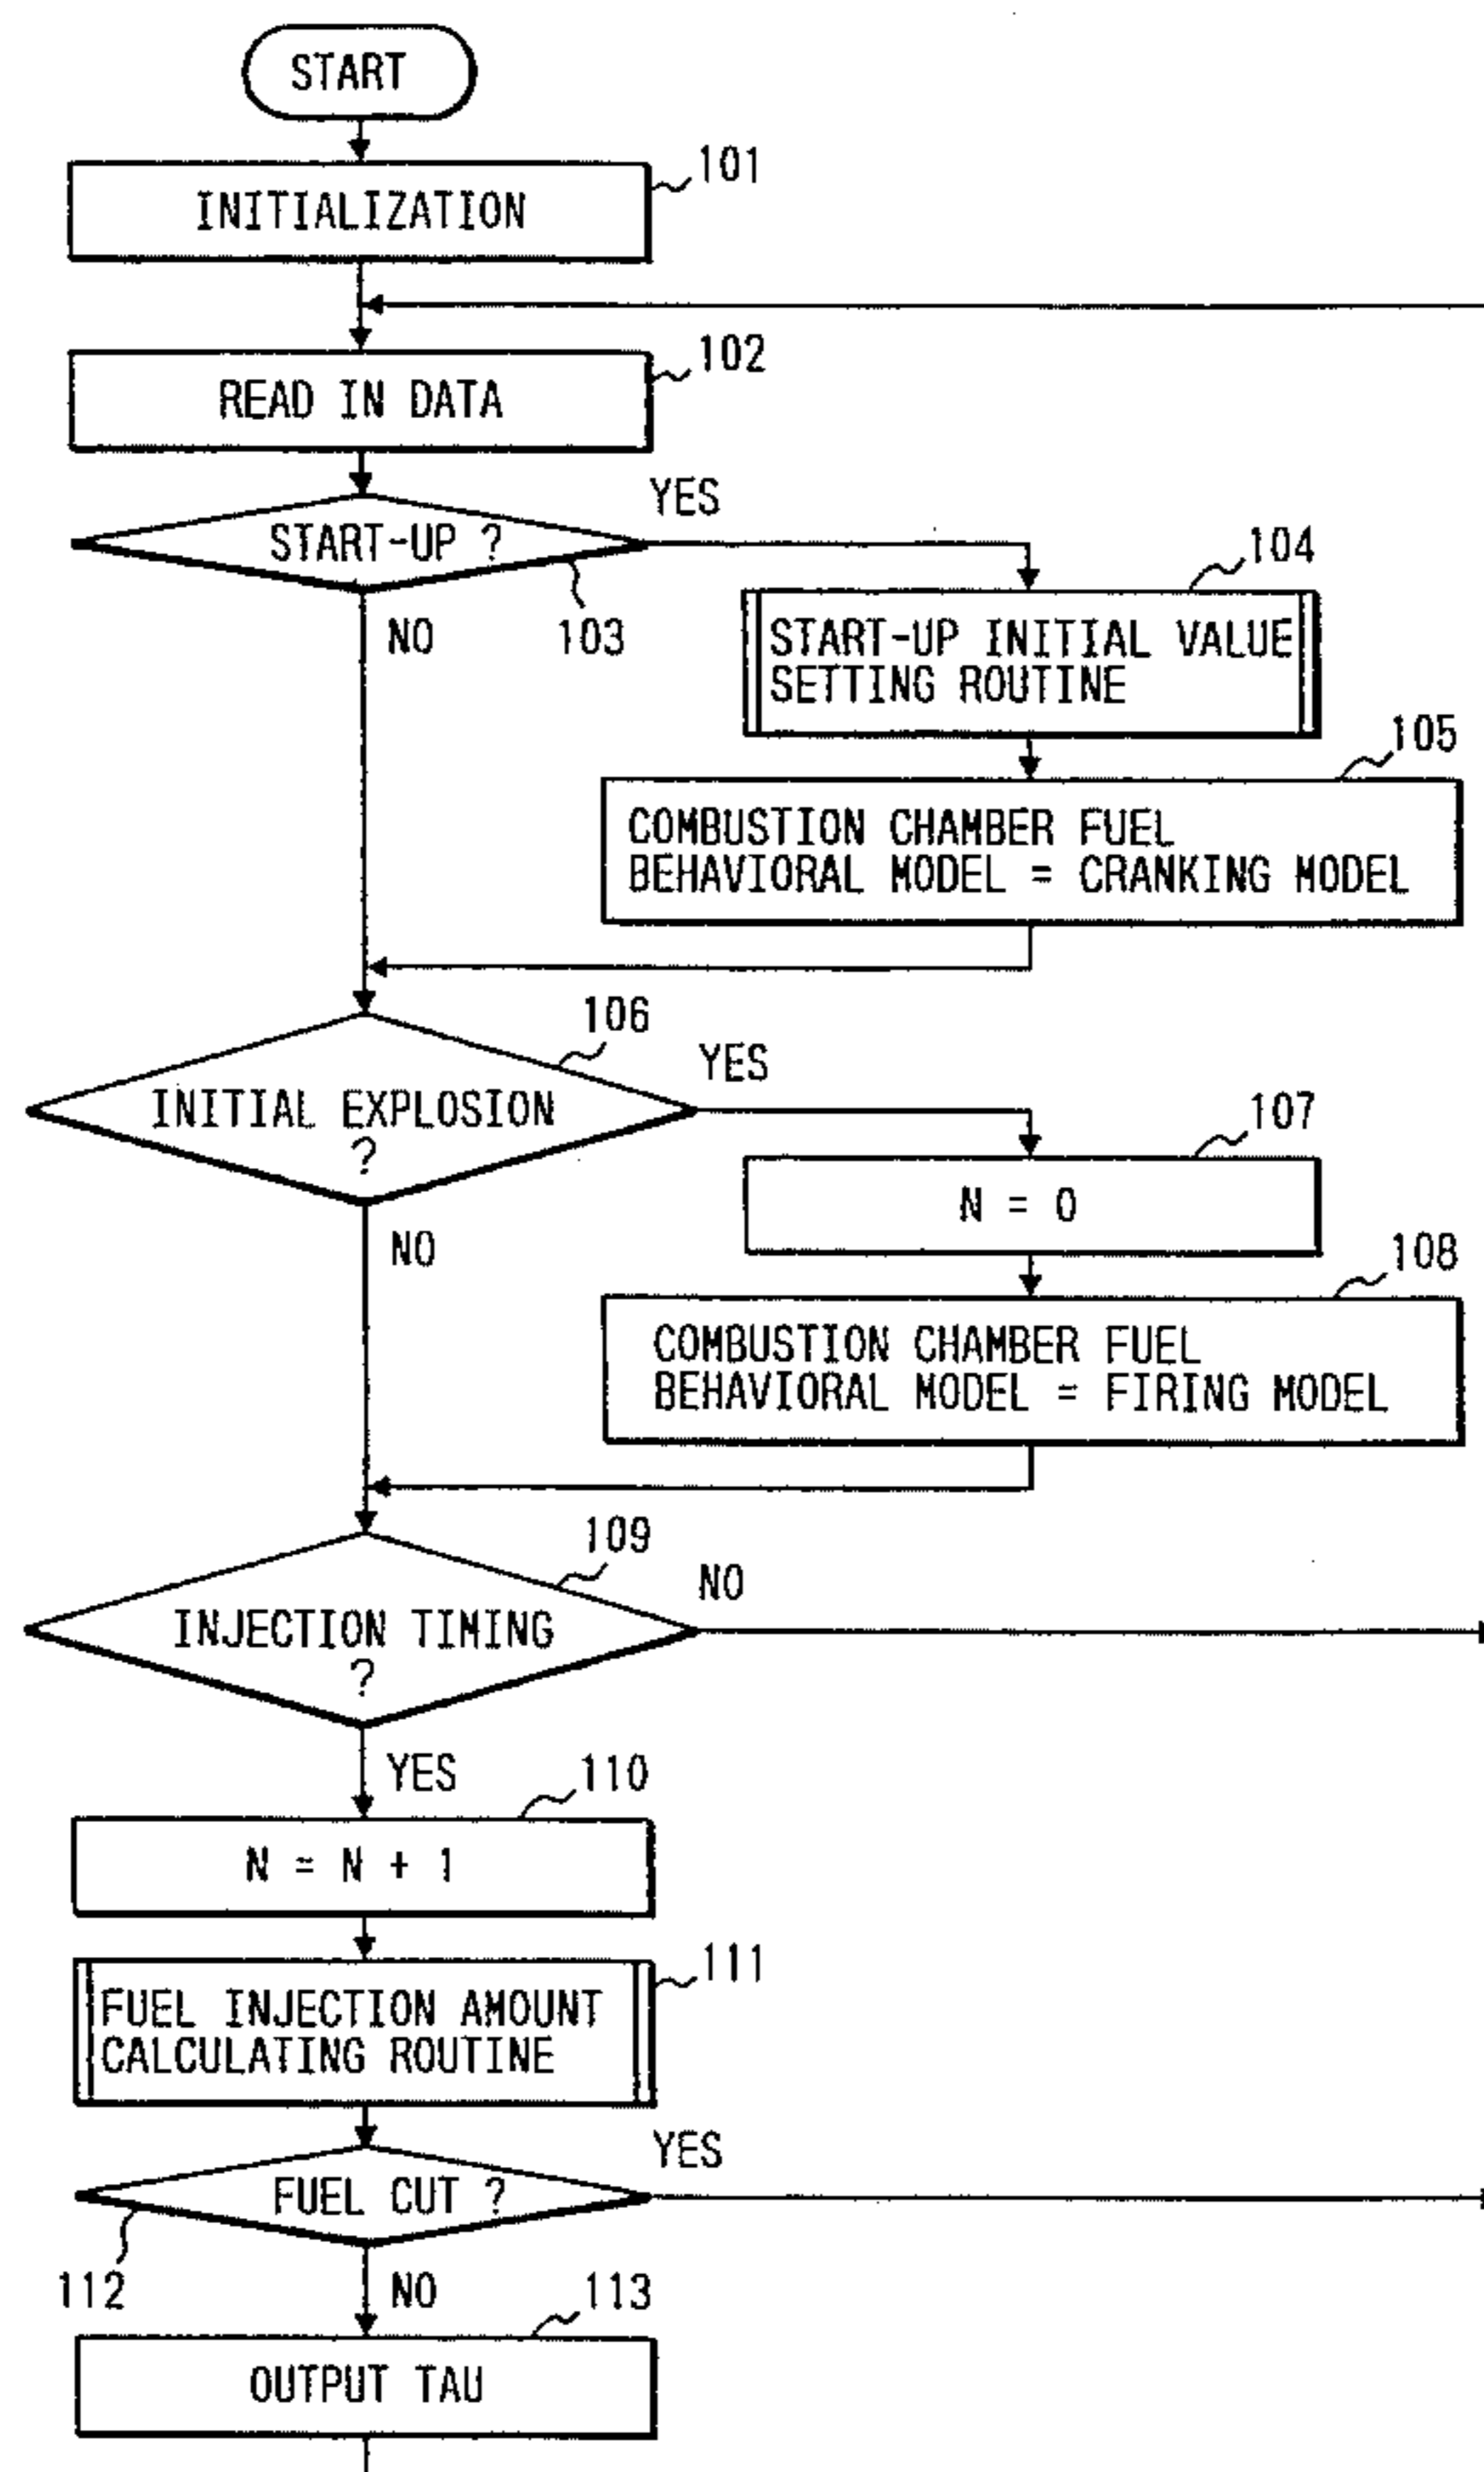 START
101
INITIALIZATION
102
READ IN DATA
YES
START-UP ?
103
NO
104
START-UP INITIAL VALUE
SETTING ROUTINE
105
COMBUSTION CHAMBER FUEL
BEHAVIORAL MODEL = CRANKING MODEL
106
YES
INITIAL EXPLOSION
?
NO
107
N = 0
108
COMBUSTION CHAMBER FUEL
BEHAVIORAL MODEL = FIRING MODEL
109
NO
INJECTION TIMING
?
YES
110
N = N + 1
111
FUEL INJECTION AMOUNT
CALCULATING ROUTINE
YES
FUEL CUT ?
112
NO
113
OUTPUT TAU